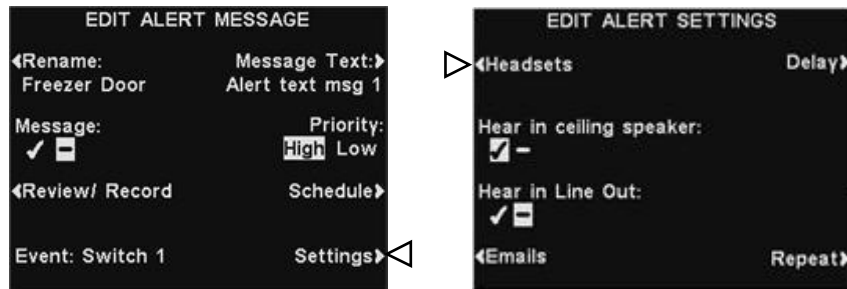 EDIT ALERT MESSAGE
Rename: Message Text:
Freezer Door Alert text msg 1
Message: Priority:
High Low
Review/ Record Schedule
Event: Switch 1 Settings
EDIT ALERT SETTINGS
Headsets Delay
Hear in ceiling speaker:
Hear in Line Out:
Emails Repeat